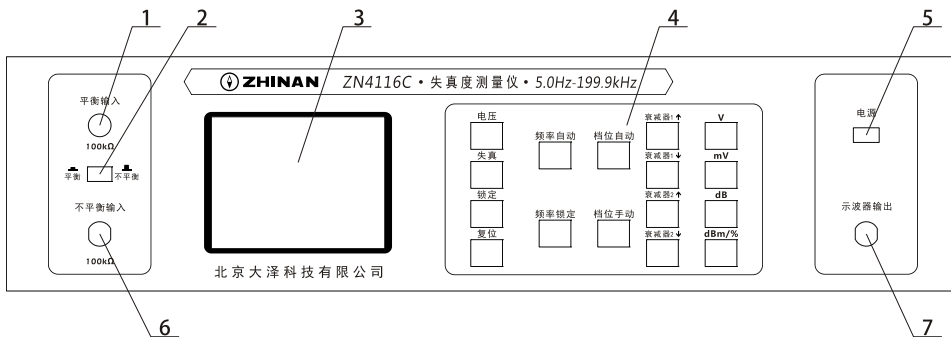 1
2
3
4
5
ZHINAN ZN4116C•失真度测量仪•5.0Hz-199.9kHz
平衡输入
100kΩ
平衡
不平衡
不平衡输入
100kΩ
北京大泽科技有限公司
电压
失真
锁定
复位
频率自动
档位自动
频率锁定
档位手动
衰减器1↑
衰减器1↓
衰减器2↑
衰减器2↓
V
mV
dB
dBm/%
电源
示波器输出
6
7